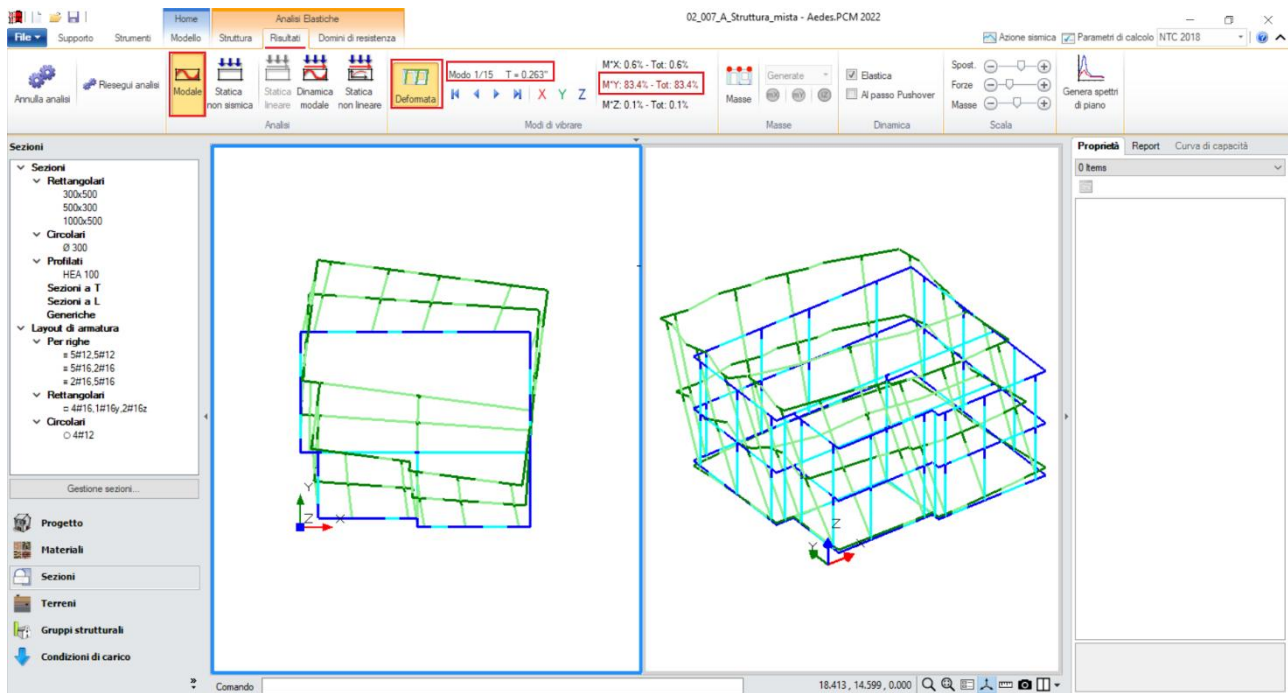 Home
Analisi Elastiche
02_007_A_Struttura_mista - Aedes.PCM 2022
File
Supporto
Strumenti
Modello
Struttura
Risultati
Domini di resistenza
Azione sismica
Parametri di calcolo
NTC 2018
Annulla analisi
Riesegui analisi
Modale
Statica non sismica
Statica lineare
Dinamica modale
Statica non lineare
Analisi
Deformata
Modo 1/15 T = 0.263"
X Y Z
M*X: 0.6% - Tot: 0.6%
M*Y: 83.4% - Tot: 83.4%
M*Z: 0.1% - Tot: 0.1%
Modi di vibrare
Masse
Generate
Masse
Elastica
Al passo Pushover
Dinamica
Spost.
Forze
Masse
Scala
Genera spettri di piano
Sezioni
Sezioni
Rettangolari
300x500
500x300
1000x500
Circolari
Ø 300
Profilati
HEA 100
Sezioni a T
Sezioni a L
Generiche
Layout di armatura
Per righe
5#12,5#12
5#16,2#16
2#16,5#16
Rettangolari
4#16,1#16y,2#16z
Circolari
4#12
Gestione sezioni...
Progetto
Materiali
Sezioni
Terreni
Gruppi strutturali
Condizioni di carico
Y
Z
X
Z
Y
X
Comando
18.413 , 14.599 , 0.000
Proprietà
Report
Curva di capacità
0 Items